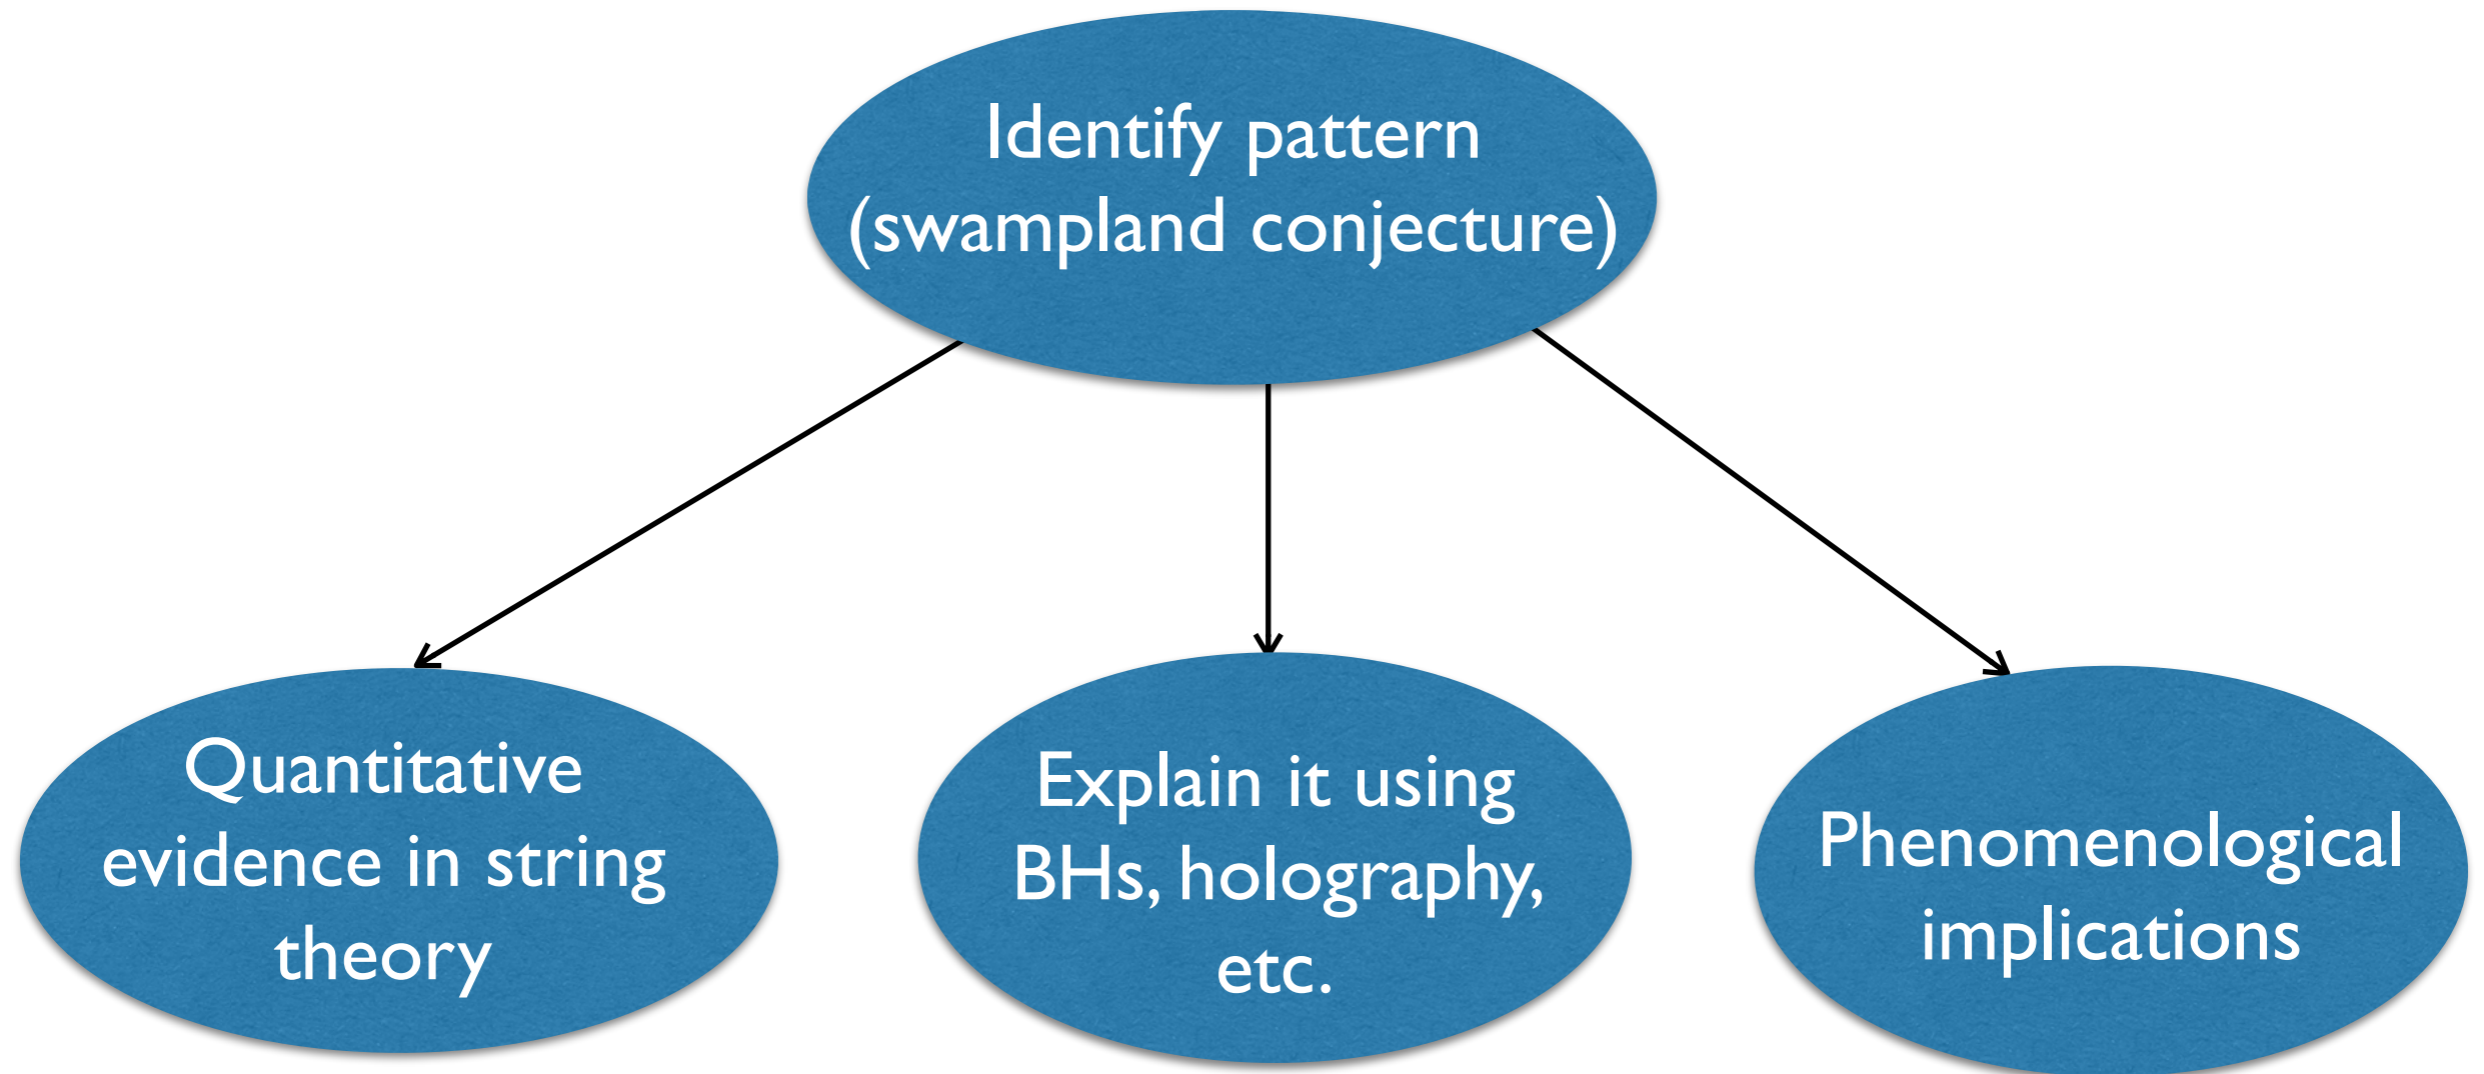 Identify pattern
(swampland conjecture)
Quantitative
evidence in string
theory
Explain it using
BHs, holography,
etc.
Phenomenological
implications